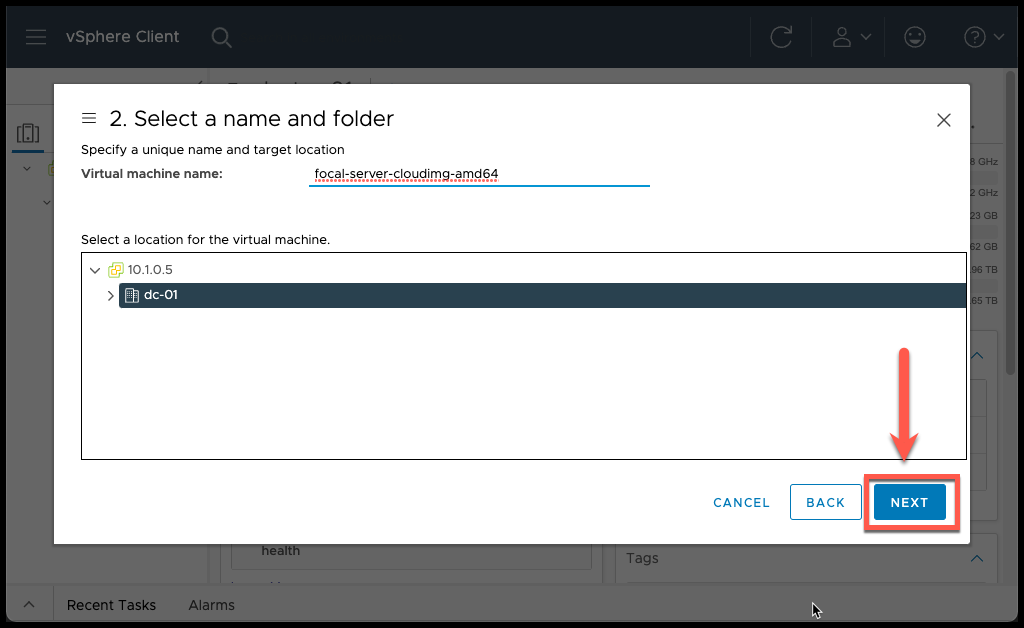 vSphere Client
2. Select a name and folder
Specify a unique name and target location
Virtual machine name:
focal-server-cloudimg-amd64
8 GHz
2 GHz
23 GB
62 GB
.96 TB
.65 TB
Select a location for the virtual machine.
10.1.0.5
dc-01
CANCEL
BACK
NEXT
health
Tags
Recent Tasks
Alarms